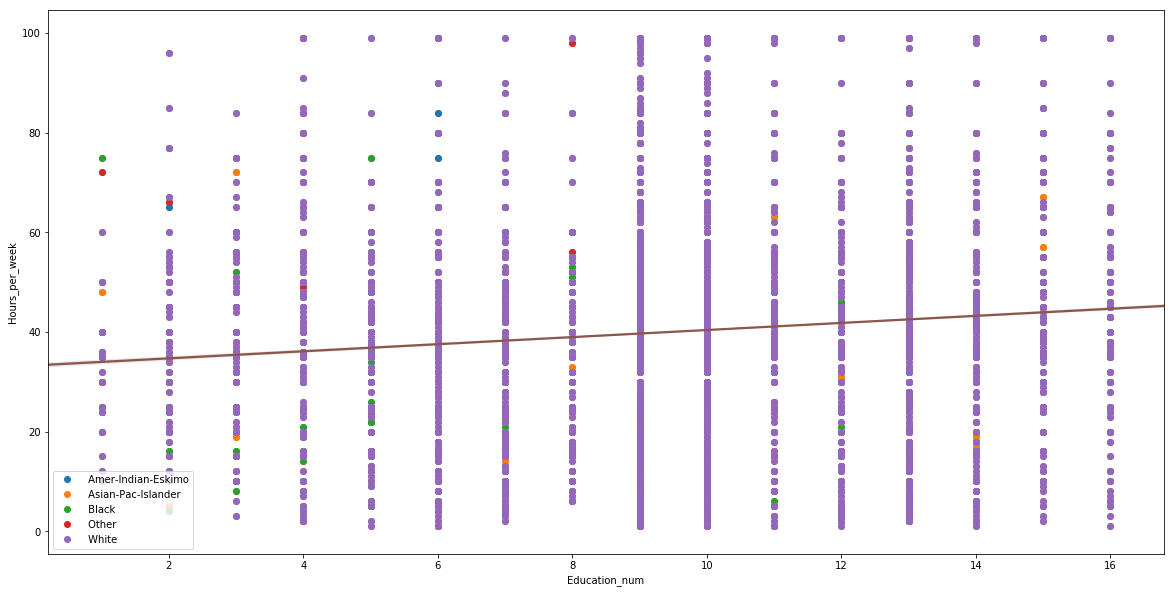 100
80
60
40
20
0
Hours_per_week
Amer-Indian-Eskimo
Asian-Pac-Islander
Black
Other
White
2 4 6 8 10 12 14 16
Education_num